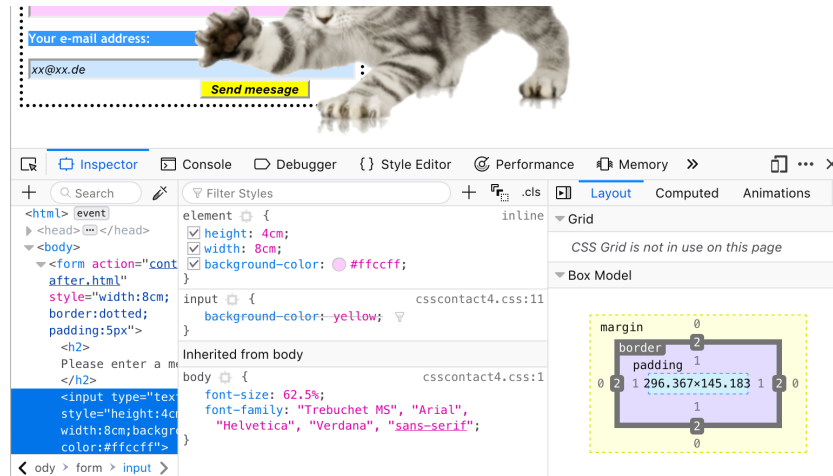 Your e-mail address:
xx@xx.de
Send meesage
Inspector
Console
Debugger
{ } Style Editor
Performance
Memory
Search
Filter Styles
.cls
Layout
Computed
Animations
<html> event
<head> ··· </head>
<body>
<form action="cont
after.html"
style="width:8cm;
border:dotted;
padding:5px">
<h2>
Please enter a me
</h2>
<input type="tex
style="height:4cm
width:8cm;backgr
color:#ffccff">
ody > form > input
element { inline
height: 4cm;
width: 8cm;
background-color: #ffccff;
}
input { csscontact4.css:11
background-color: yellow;
}
Inherited from body
body { csscontact4.css:1
font-size: 62.5%;
font-family: "Trebuchet MS", "Arial",
"Helvetica", "Verdana", "sans-serif";
}
Grid
CSS Grid is not in use on this page
Box Model
margin 0
border 2
padding 1
0 2 1 296.367×145.183 1 2 0
1
2
0